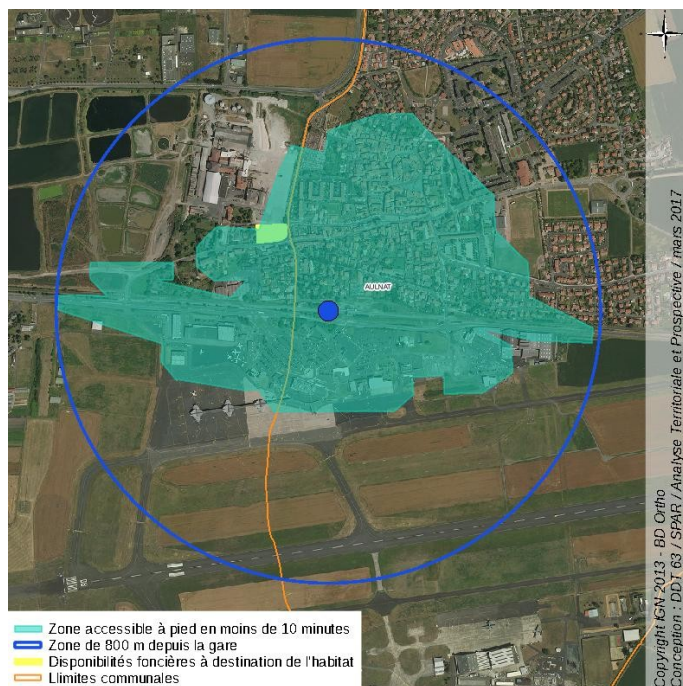 AULNAT
Zone accessible à pied en moins de 10 minutes
Zone de 800 m depuis la gare
Disponibilités foncières à destination de l'habitat
Llimites communales
Copyright IGN 2013 - BD Ortho
Conception : DDT 63 / SPAR / Analyse Territoriale et Prospective / mars 2017